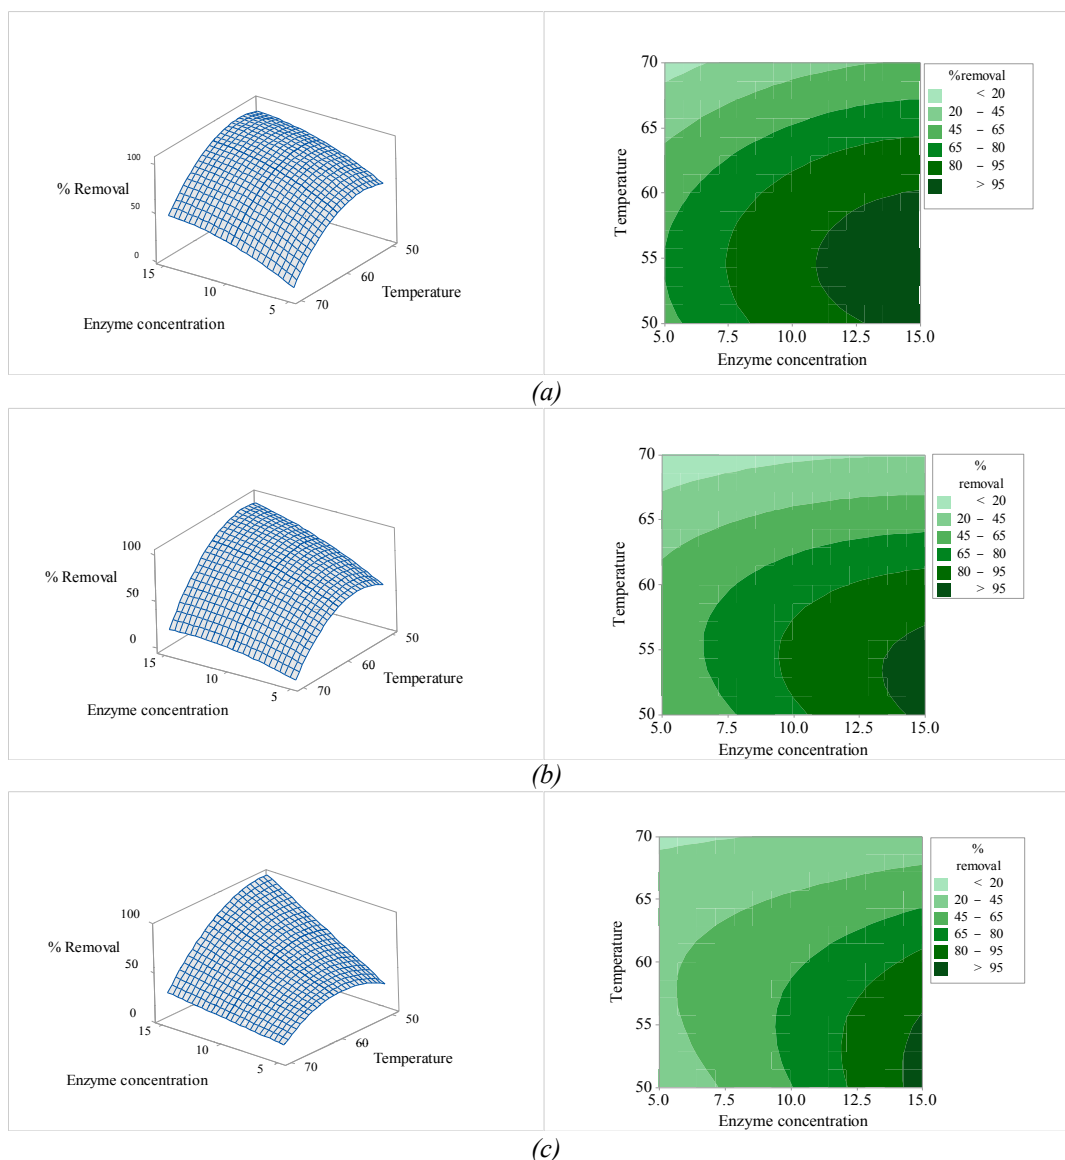 100
% Removal
50
0
15
10
5
70
60
50
Temperature
Enzyme concentration
70
65
60
55
50
Temperature
5.0 7.5 10.0 12.5 15.0
Enzyme concentration
%removal
< 20
20 – 45
45 – 65
65 – 80
80 – 95
> 95
(a)
100
% Removal
50
0
15
10
5
70
60
50
Temperature
Enzyme concentration
70
65
60
55
50
Temperature
5.0 7.5 10.0 12.5 15.0
Enzyme concentration
%
removal
< 20
20 – 45
45 – 65
65 – 80
80 – 95
> 95
(b)
100
% Removal
50
0
15
10
5
70
60
50
Temperature
Enzyme concentration
70
65
60
55
50
Temperature
5.0 7.5 10.0 12.5 15.0
Enzyme concentration
%
removal
< 20
20 – 45
45 – 65
65 – 80
80 – 95
> 95
(c)